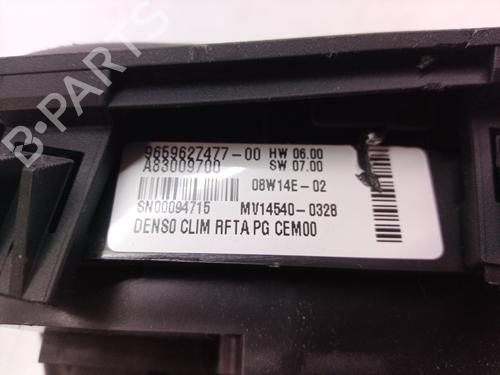 9659627477-00 HW 06.00
A83009700 SW 07.00
08W14E-02
SN00094715 MV14540-0328
DENSO CLIM RFTA PG CEM00
B-PARTS